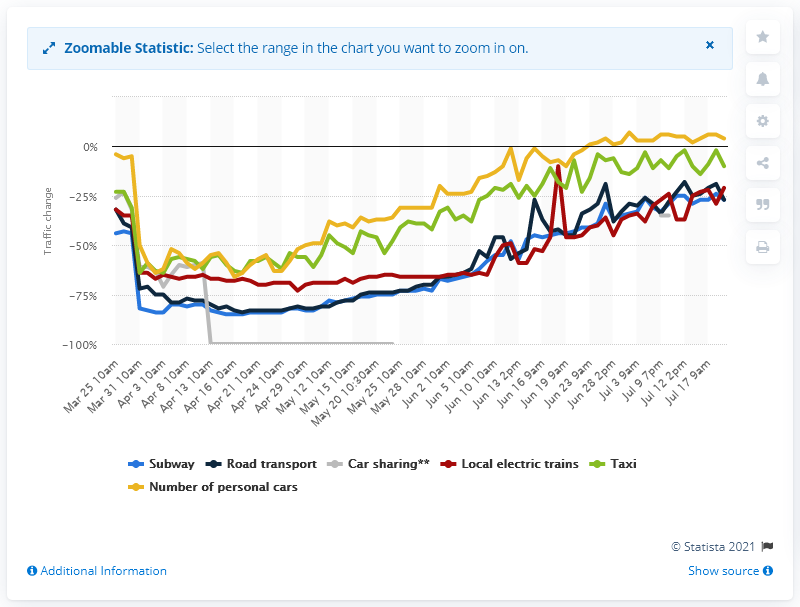 Zoomable Statistic: Select the range in the chart you want to zoom in on.
×
0%
−25%
−50%
−75%
−100%
Traffic change
Mar 25 10am
Mar 31 10am
Apr 3 10am
Apr 8 10am
Apr 13 10am
Apr 16 10am
Apr 21 10am
Apr 24 10am
Apr 29 10am
May 12 10am
May 15 10am
May 20 10:30am
May 25 10am
May 28 10am
Jun 2 10am
Jun 5 10am
Jun 10 10am
Jun 13 2pm
Jun 16 9am
Jun 19 9am
Jun 23 9am
Jun 28 2pm
Jul 3 9am
Jul 9 7pm
Jul 12 2pm
Jul 17 9am
Subway Road transport Car sharing** Local electric trains Taxi
Number of personal cars
© Statista 2021
Additional Information Show source